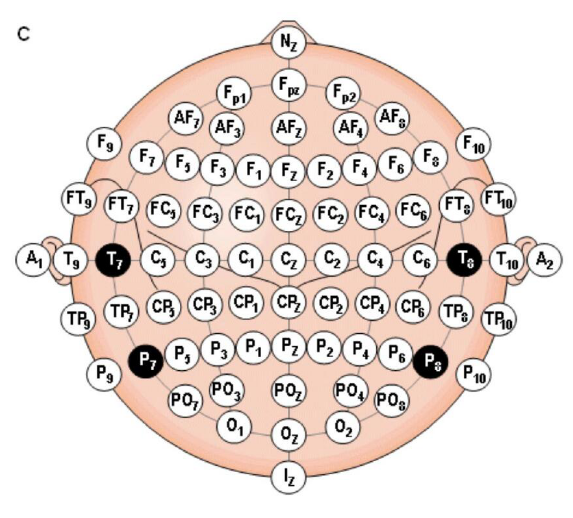 C
Nz
Fp1 Fpz Fp2
AF7 AF3 AFz AF4 AF8
F9 F7 F5 F3 F1 Fz F2 F4 F6 F8 F10
FT9 FT7 FC5 FC3 FC1 FCz FC2 FC4 FC6 FT8 FT10
A1 T9 T7 C5 C3 C1 Cz C2 C4 C6 T8 T10 A2
TP9 TP7 CP5 CP3 CP1 CPz CP2 CP4 CP6 TP8 TP10
P9 P7 P5 P3 P1 Pz P2 P4 P6 P8 P10
PO7 PO3 POz PO4 PO8
O1 Oz O2
Iz